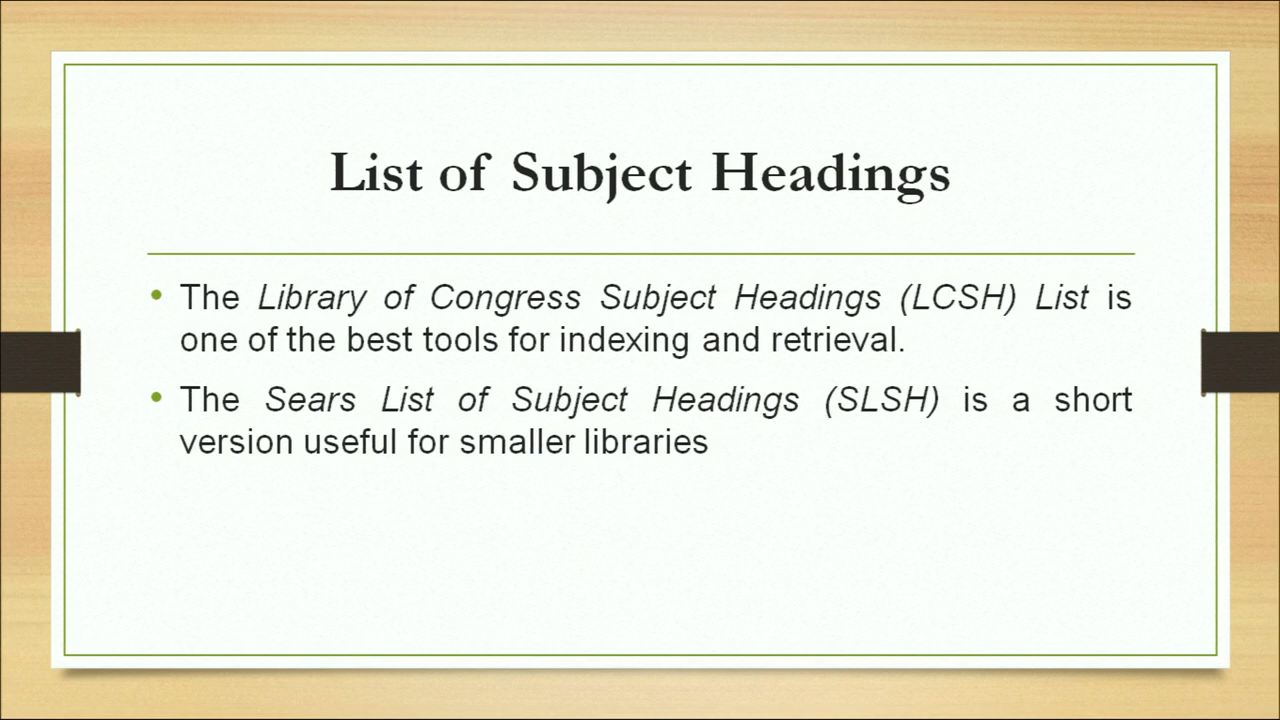 List of Subject Headings
• The Library of Congress Subject Headings (LCSH) List is
one of the best tools for indexing and retrieval.
• The Sears List of Subject Headings (SLSH) is a short
version useful for smaller libraries